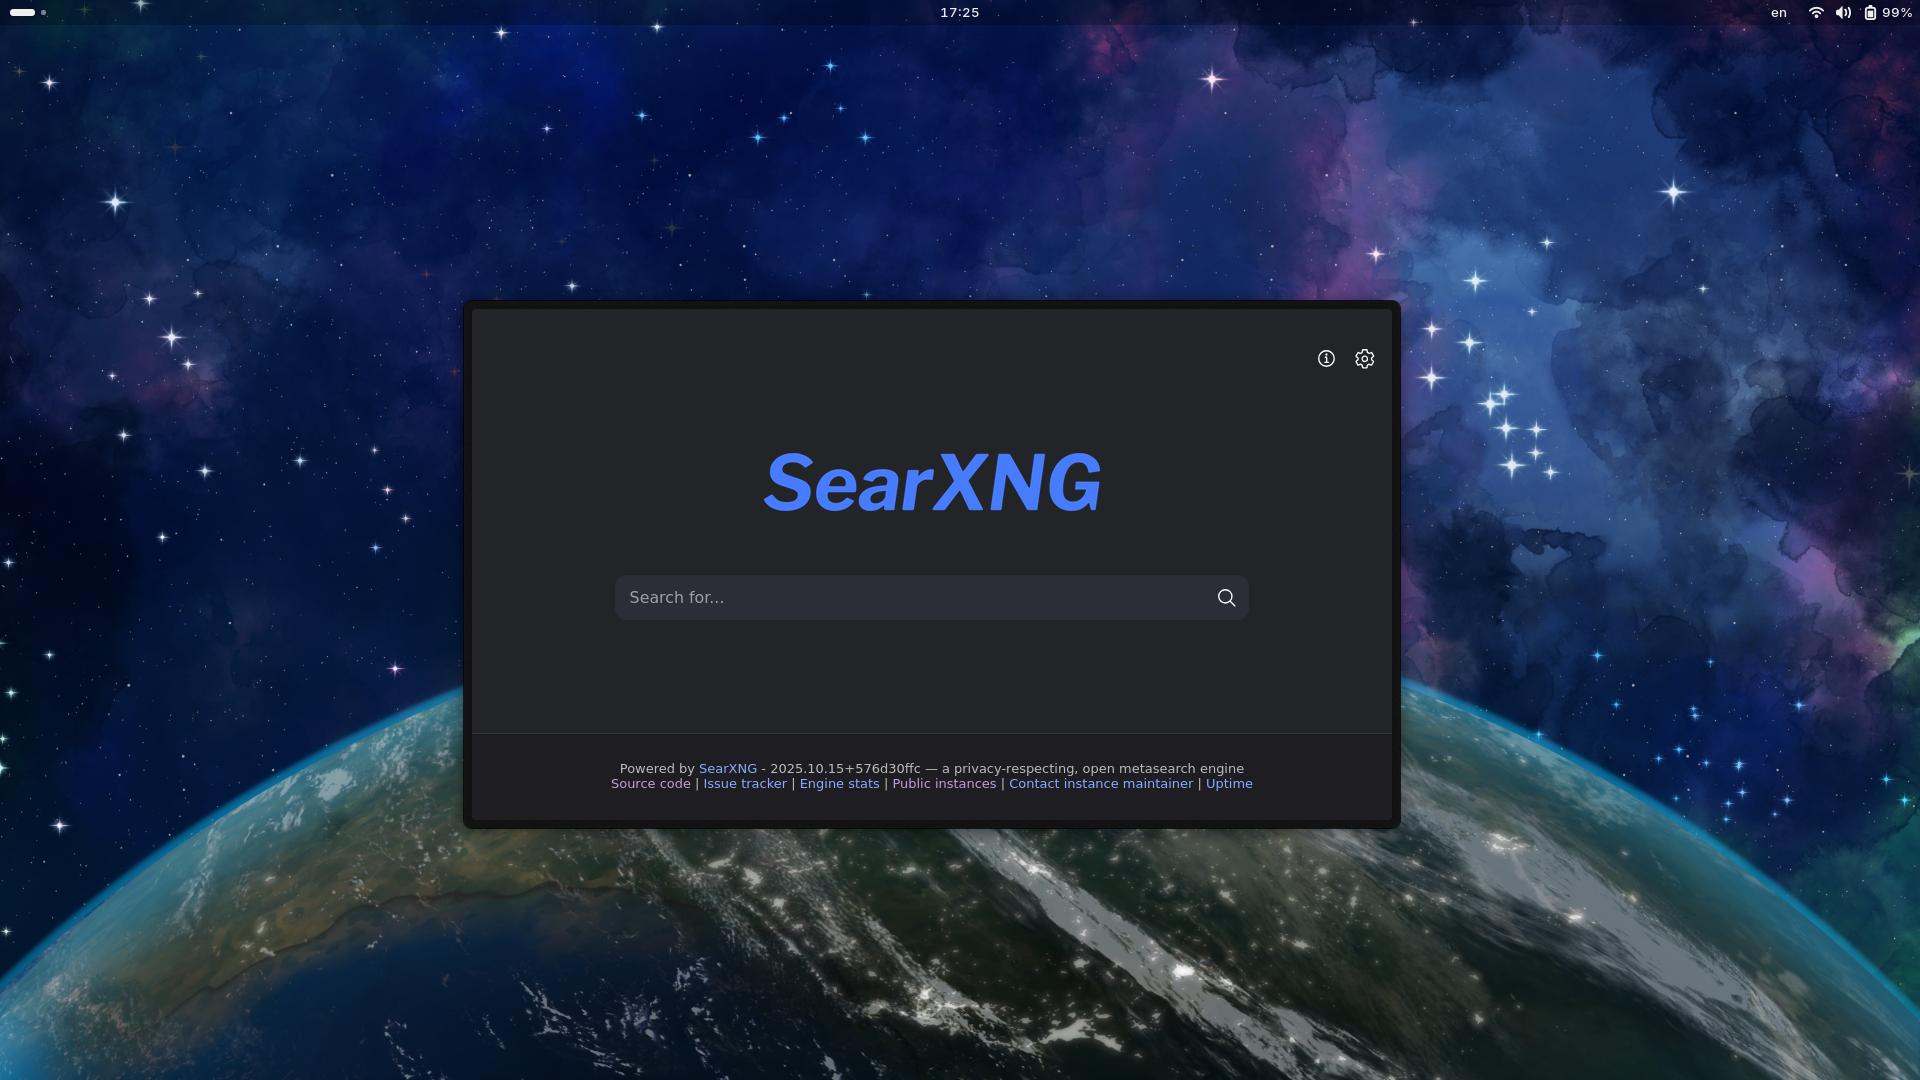 17:25
en 99%
SearXNG
Search for...
Powered by SearXNG - 2025.10.15+576d30ffc — a privacy-respecting, open metasearch engine
Source code | Issue tracker | Engine stats | Public instances | Contact instance maintainer | Uptime